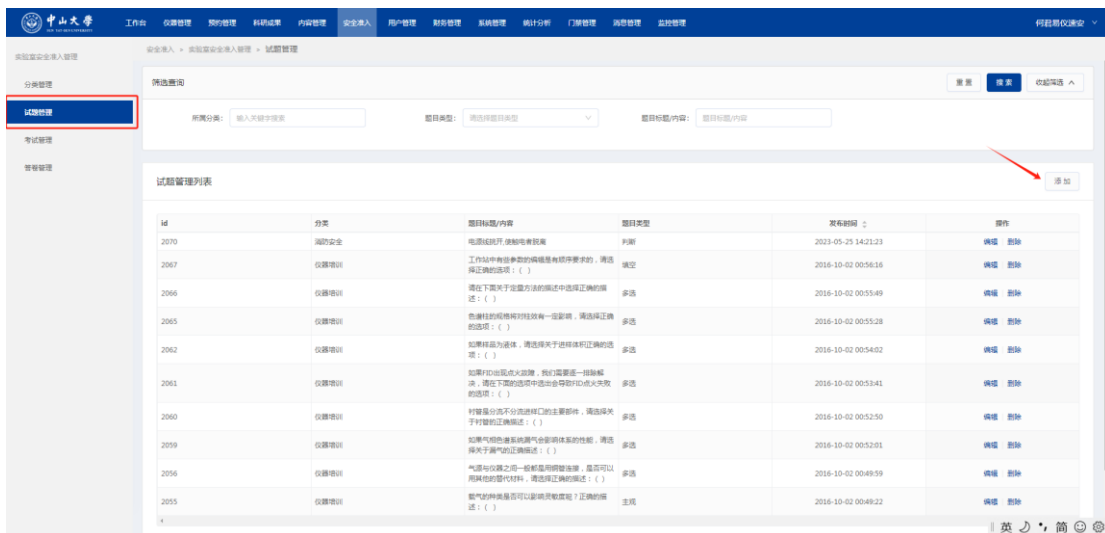 中山大学
工作台 仪器管理 预约管理 科研成果 内容管理 安全准入 用户管理 财务管理 系统管理 统计分析 门禁管理 消息管理 监控管理
何君易仪速安
实验室安全准入管理
安全准入 > 实验室安全准入管理 > 试题管理
分类管理
试题管理
考试管理
答卷管理
筛选查询 重置 搜索 收起筛选
所属分类: 输入关键字搜索 题目类型: 请选择题目类型 题目标题/内容: 题目标题/内容
试题管理列表 添加
id 分类 题目标题/内容 题目类型 发布时间 操作
2070 消防安全 电源线挑开,使触电者脱离 判断 2023-05-25 14:21:23 编辑 删除
2067 仪器培训 工作站中有些参数的编辑是有顺序要求的，请选 填空 2016-10-02 00:56:16 编辑 删除
择正确的选项：( )
2066 仪器培训 请在下面关于定量方法的描述中选择正确的描 多选 2016-10-02 00:55:49 编辑 删除
述：( )
2065 仪器培训 色谱柱的规格将对柱效有一定影响，请选择正确 多选 2016-10-02 00:55:28 编辑 删除
的选项：( )
2062 仪器培训 如果样品为液体，请选择关于进样体积正确的选 多选 2016-10-02 00:54:02 编辑 删除
项：( )
2061 仪器培训 如果FID出现点火故障，我们需要逐一排除解 多选 2016-10-02 00:53:41 编辑 删除
决，请在下面的选项中选出会导致FID点火失败
的选项：( )
2060 仪器培训 衬管是分流不分流进样口的主要部件，请选择关 多选 2016-10-02 00:52:50 编辑 删除
于衬管的正确描述：( )
2059 仪器培训 如果气相色谱系统漏气会影响体系的性能，请选 多选 2016-10-02 00:52:01 编辑 删除
择关于漏气的正确描述：( )
2056 仪器培训 气源与仪器之间一般都是用铜管连接，是否可以 多选 2016-10-02 00:49:59 编辑 删除
用其他的替代材料，请选择正确的描述：( )
2055 仪器培训 载气的种类是否可以影响灵敏度呢？正确的描 主观 2016-10-02 00:49:22 编辑 删除
述：( )
英 简